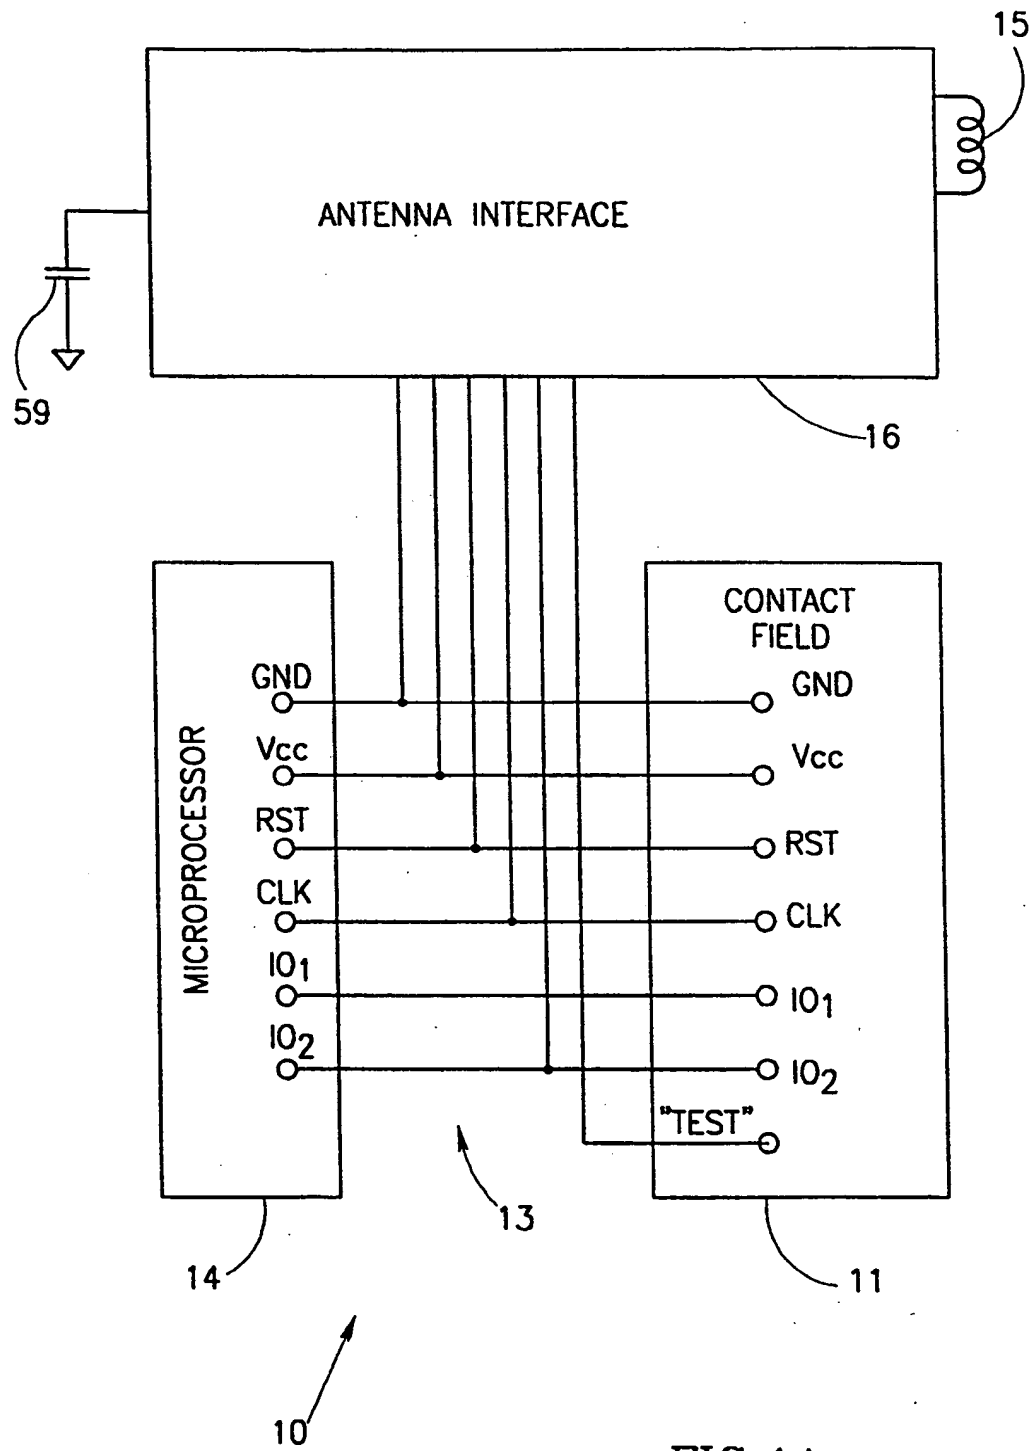 15
ANTENNA INTERFACE
59
16
CONTACT
FIELD
MICROPROCESSOR
GND
GND
Vcc
Vcc
RST
RST
CLK
CLK
IO1
IO1
IO2
IO2
"TEST"
13
14
11
10